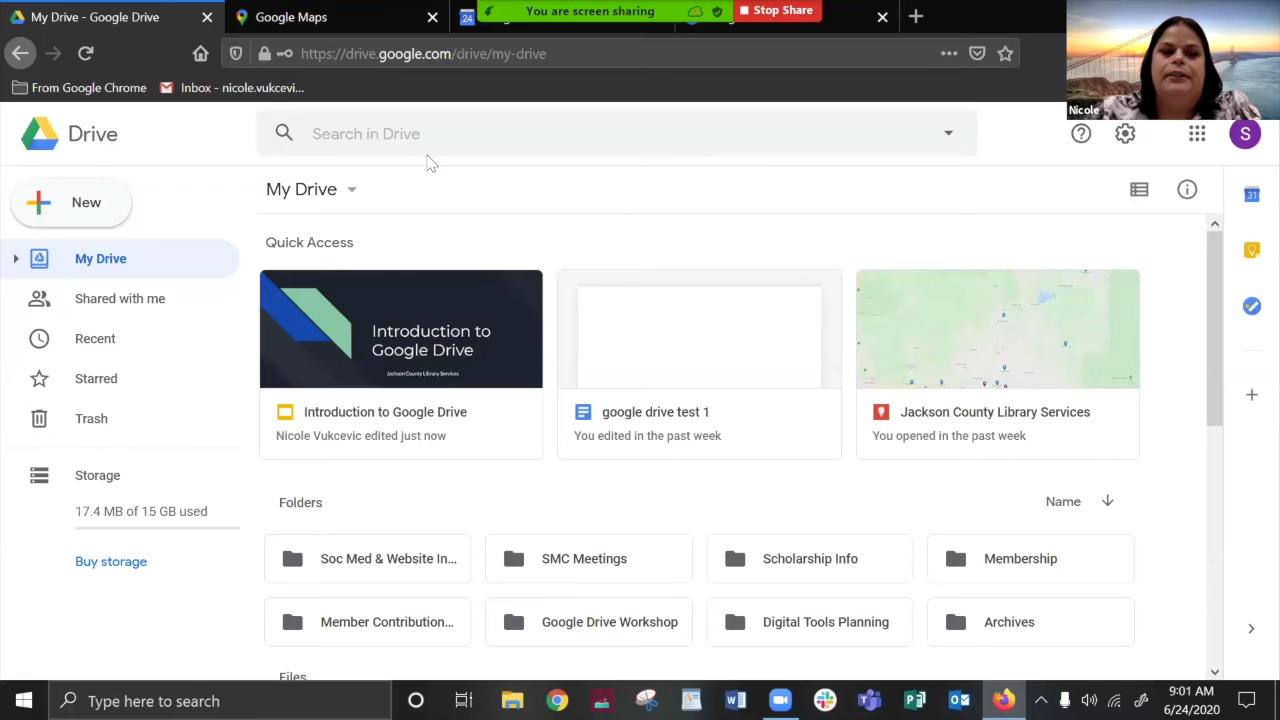 My Drive - Google Drive
Google Maps
24
You are screen sharing
Stop Share
https://drive.google.com/drive/my-drive
From Google Chrome
Inbox - nicole.vukcevi...
Nicole
Drive
Search in Drive
S
New
My Drive
31
Quick Access
My Drive
Shared with me
Recent
Starred
Trash
Storage
17.4 MB of 15 GB used
Buy storage
Introduction to
Google Drive
Jackson County Library Services
Introduction to Google Drive
Nicole Vukcevic edited just now
google drive test 1
You edited in the past week
Jackson County Library Services
You opened in the past week
Folders
Name
Soc Med & Website In...
SMC Meetings
Scholarship Info
Membership
Member Contribution...
Google Drive Workshop
Digital Tools Planning
Archives
Files
Type here to search
9:01 AM
6/24/2020